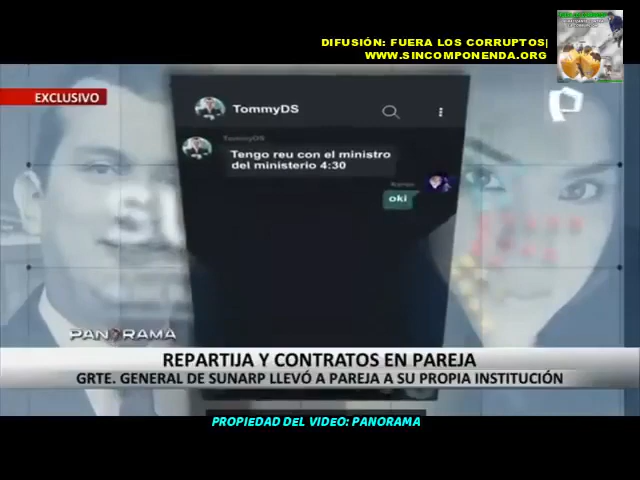 DIFUSIÓN: FUERA LOS CORRUPTOS|
WWW.SINCOMPONENDA.ORG
EXCLUSIVO
TommyDS
TommyDS
Tengo reu con el ministro
del ministerio 4:30
oki
PANORAMA
REPARTIJA Y CONTRATOS EN PAREJA
GRTE. GENERAL DE SUNARP LLEVÓ A PAREJA A SU PROPIA INSTITUCIÓN
PROPIEDAD DEL VIDEO: PANORAMA